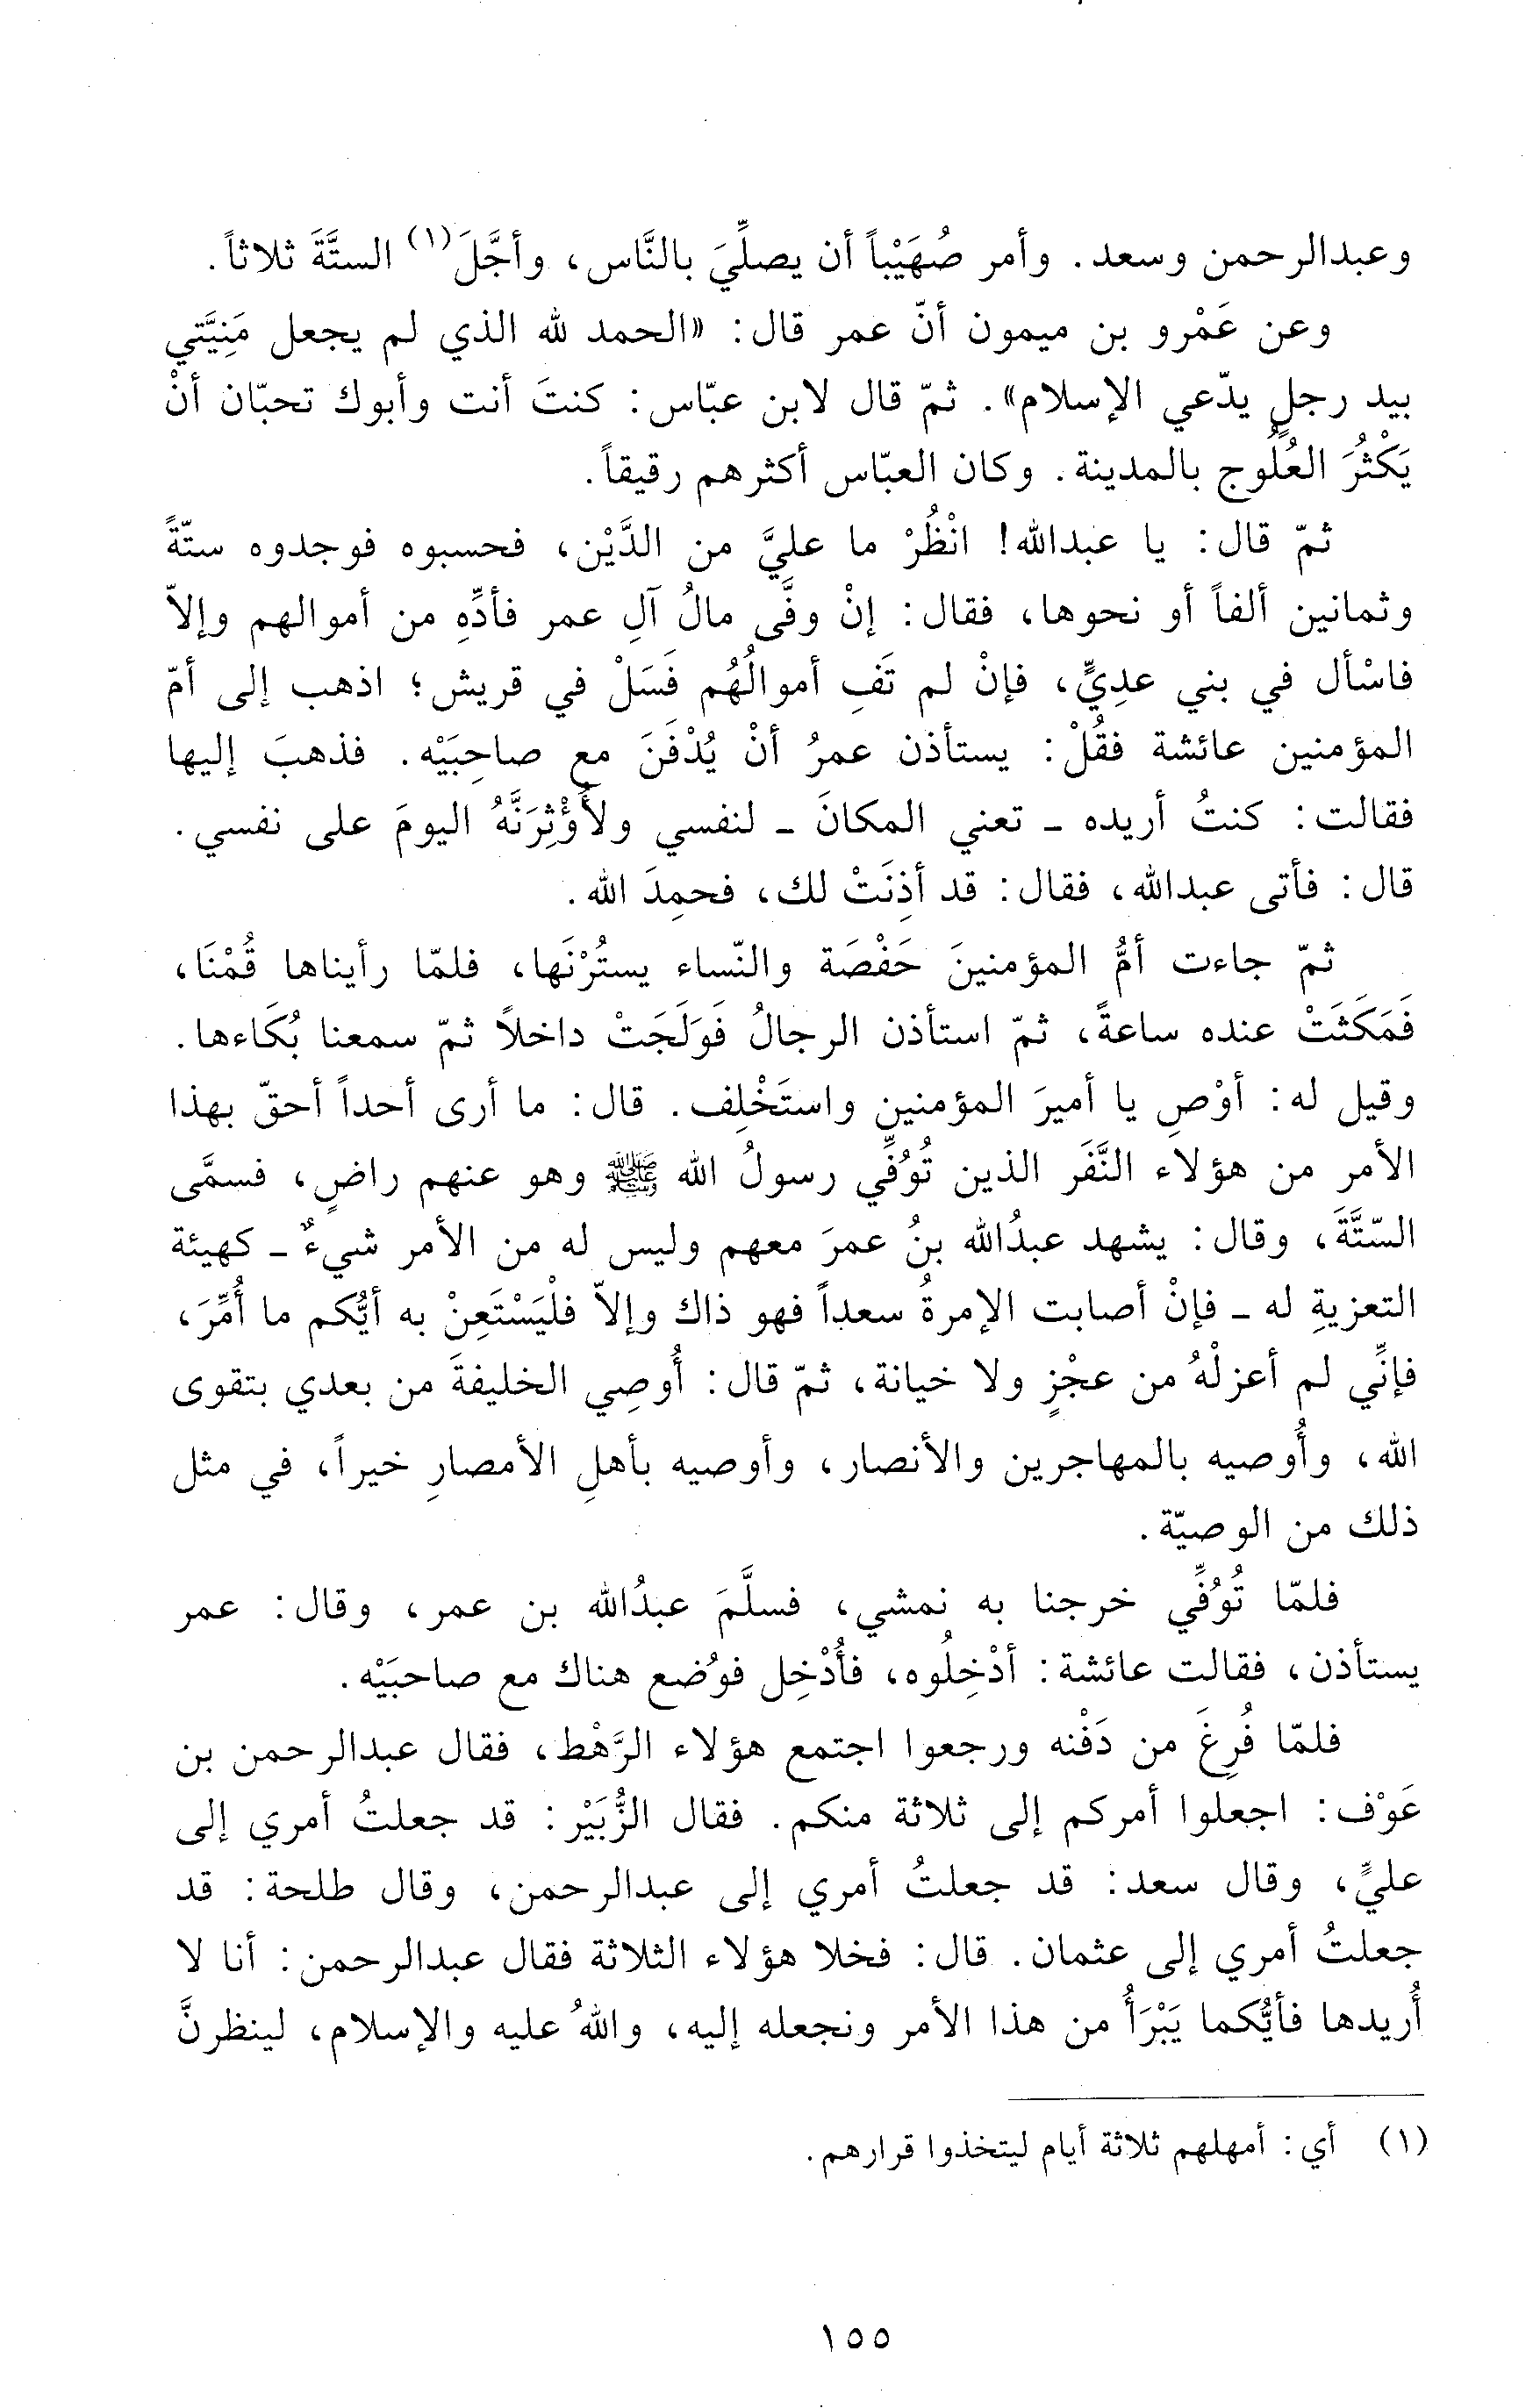 وعبدالرحمن وسعد. وأمر صُهَيْباً أن يصلِّيَ بالنَّاس، وأجَّلَ(١) الستَّةَ ثلاثاً.
وعن عَمْرو بن ميمون أنّ عمر قال: «الحمد لله الذي لم يجعل مَنِيَّتي
بيد رجلٍ يدّعي الإسلام». ثمّ قال لابن عبّاس: كنتَ أنت وأبوك تحبّان أنْ
يَكْثُرَ العُلُوج بالمدينة. وكان العبّاس أكثرهم رقيقاً.
ثمّ قال: يا عبدالله! انْظُرْ ما عليَّ من الدَّيْن، فحسبوه فوجدوه ستّةً
وثمانين ألفاً أو نحوها، فقال: إنْ وفَّى مالُ آلِ عمر فأدِّهِ من أموالهم وإلاّ
فاسْأل في بني عدِيٍّ، فإنْ لم تَفِ أموالُهُم فَسَلْ في قريش؛ اذهب إلى أمّ
المؤمنين عائشة فقُلْ: يستأذن عمرُ أنْ يُدْفَنَ مع صاحِبَيْه. فذهبَ إليها
فقالت: كنتُ أريده - تعني المكانَ - لنفسي ولأُؤْثِرَنَّهُ اليومَ على نفسي.
قال: فأتى عبدالله، فقال: قد أذِنَتْ لك، فحمِدَ الله.
ثمّ جاءت أمُّ المؤمنينَ حَفْصَة والنّساء يستُرْنَها، فلمّا رأيناها قُمْنَا،
فَمَكَثَتْ عنده ساعةً، ثمّ استأذن الرجالُ فَوَلَجَتْ داخلاً ثمّ سمعنا بُكَاءها.
وقيل له: أوْصِ يا أميرَ المؤمنين واستَخْلِف. قال: ما أرى أحداً أحقّ بهذا
الأمر من هؤلاء النَّفَر الذين تُوُفِّي رسولُ الله ﷺ وهو عنهم راضٍ، فسمَّى
السّتَّةَ، وقال: يشهد عبدُالله بنُ عمرَ معهم وليس له من الأمر شيءٌ - كهيئة
التعزيةِ له - فإنْ أصابت الإمرةُ سعداً فهو ذاك وإلاّ فلْيَسْتَعِنْ به أيُّكم ما أُمِّرَ،
فإنِّي لم أعزلْهُ من عجْزٍ ولا خيانة، ثمّ قال: أُوصِي الخليفةَ من بعدي بتقوى
الله، وأُوصيه بالمهاجرين والأنصار، وأوصيه بأهلِ الأمصارِ خيراً، في مثل
ذلك من الوصيّة.
فلمّا تُوُفِّي خرجنا به نمشي، فسلَّمَ عبدُالله بن عمر، وقال: عمر
يستأذن، فقالت عائشة: أدْخِلُوه، فأُدْخِل فوُضع هناك مع صاحبَيْه.
فلمّا فُرِغَ من دَفْنه ورجعوا اجتمع هؤلاء الرَّهْط، فقال عبدالرحمن بن
عَوْف: اجعلوا أمركم إلى ثلاثة منكم. فقال الزُّبَيْر: قد جعلتُ أمري إلى
عليٍّ، وقال سعد: قد جعلتُ أمري إلى عبدالرحمن، وقال طلحة: قد
جعلتُ أمري إلى عثمان. قال: فخلا هؤلاء الثلاثة فقال عبدالرحمن: أنا لا
أُريدها فأيُّكما يَبْرَأُ من هذا الأمر ونجعله إليه، واللهُ عليه والإسلام، لينظرنَّ
(١) أي: أمهلهم ثلاثة أيام ليتخذوا قرارهم.
١٥٥